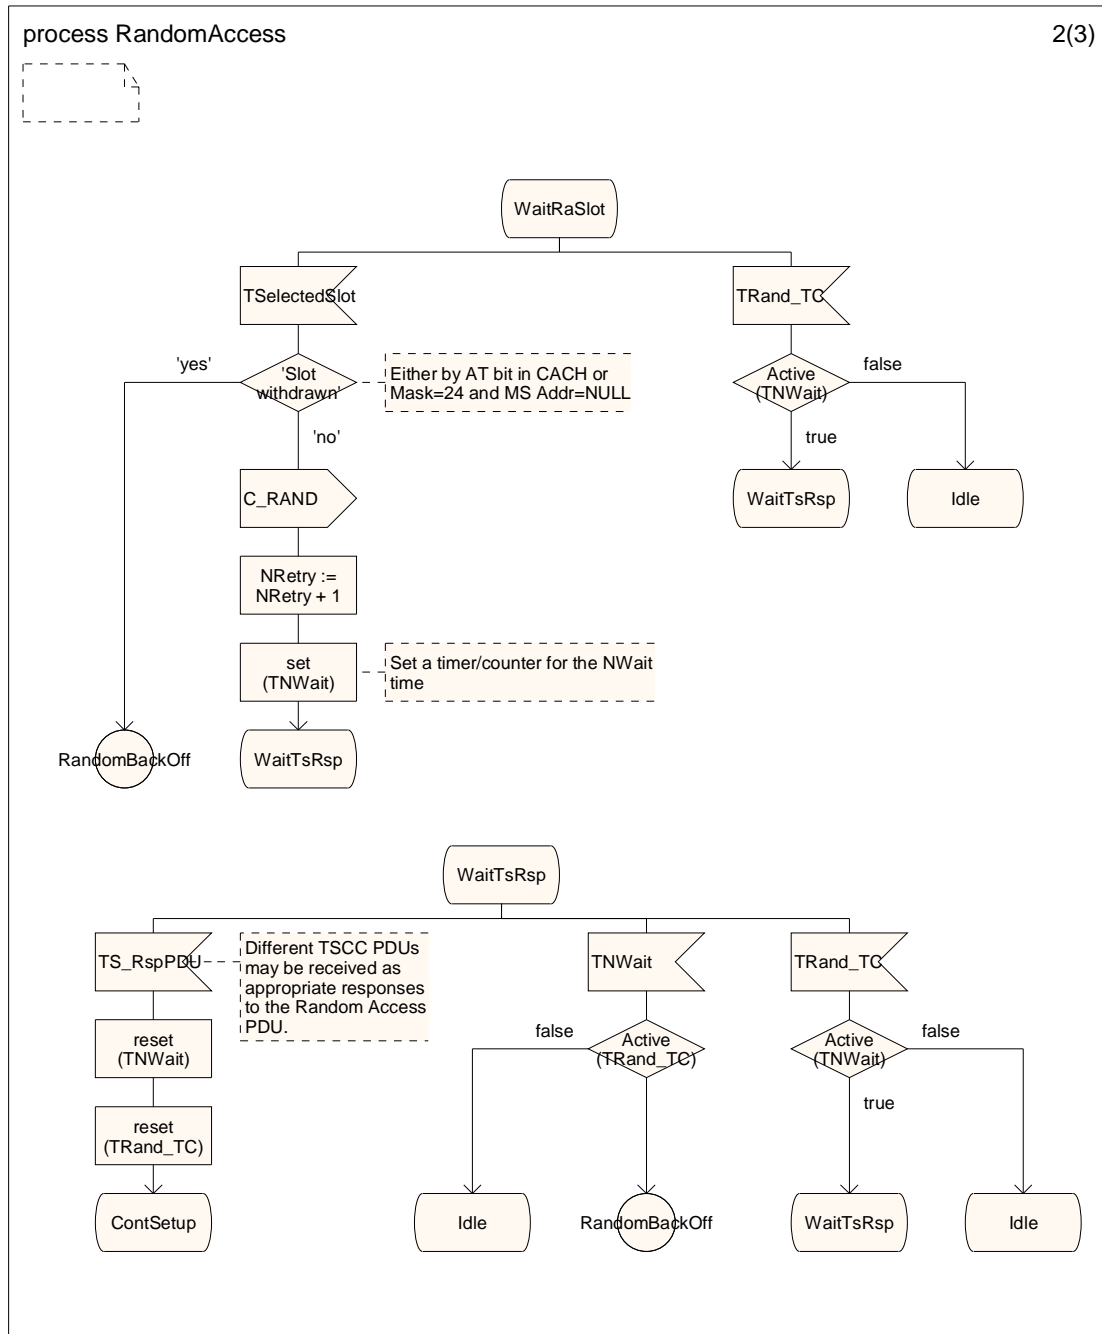 process RandomAccess
2(3)
WaitRaSlot
TSelectedSlot
TRand_TC
'yes'
'Slot
withdrawn'
Either by AT bit in CACH or
Mask=24 and MS Addr=NULL
Active
(TNWait)
false
'no'
true
C_RAND
WaitTsRsp
Idle
NRetry :=
NRetry + 1
set
(TNWait)
Set a timer/counter for the NWait
time
RandomBackOff
WaitTsRsp
WaitTsRsp
TS_RspPDU
Different TSCC PDUs
may be received as
appropriate responses
to the Random Access
PDU.
TNWait
TRand_TC
reset
(TNWait)
false
Active
(TRand_TC)
Active
(TNWait)
false
true
reset
(TRand_TC)
ContSetup
Idle
RandomBackOff
WaitTsRsp
Idle